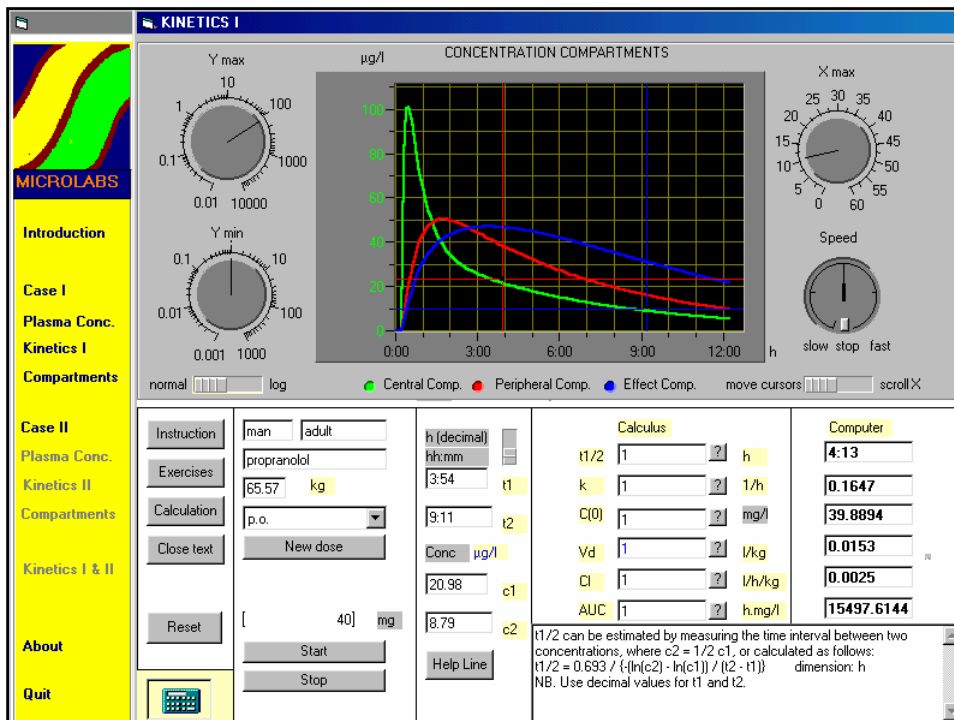 KINETICS I
MICROLABS
Introduction
Case I
Plasma Conc.
Kinetics I
Compartments
Case II
Plasma Conc.
Kinetics II
Compartments
Kinetics I & II
About
Quit
CONCENTRATION COMPARTMENTS
µg/l
Y max
0.01 0.1 1 10 100 1000 10000
Y min
0.001 0.01 0.1 10 100 1000
100
80
60
40
20
0
0:00 3:00 6:00 9:00 12:00 h
X max
0 5 10 15 20 25 30 35 40 45 50 55 60
Speed
slow stop fast
normal log
Central Comp. Peripheral Comp. Effect Comp.
move cursors scroll X
Instruction
Exercises
Calculation
Close text
Reset
man adult
propranolol
65.57 kg
p.o.
New dose
[ 40] mg
Start
Stop
h (decimal)
hh:mm
3:54 t1
9:11 t2
Conc µg/l
20.98 c1
8.79 c2
Help Line
Calculus
t1/2 1 ? h
k 1 ? 1/h
C(0) 1 ? mg/l
Vd 1 ? l/kg
Cl 1 ? l/h/kg
AUC 1 ? h.mg/l
Computer
4:13
0.1647
39.8894
0.0153
0.0025
15497.6144
t1/2 can be estimated by measuring the time interval between two
concentrations, where c2 = 1/2 c1, or calculated as follows:
t1/2 = 0.693 / {-(ln(c2) - ln(c1)) / (t2 - t1)} dimension: h
NB. Use decimal values for t1 and t2.